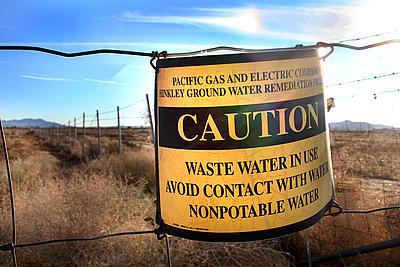 PACIFIC GAS AND ELECTRIC COMPANY
HINKLEY GROUND WATER REMEDIATION
CAUTION
WASTE WATER IN USE
AVOID CONTACT WITH WATER
NONPOTABLE WATER